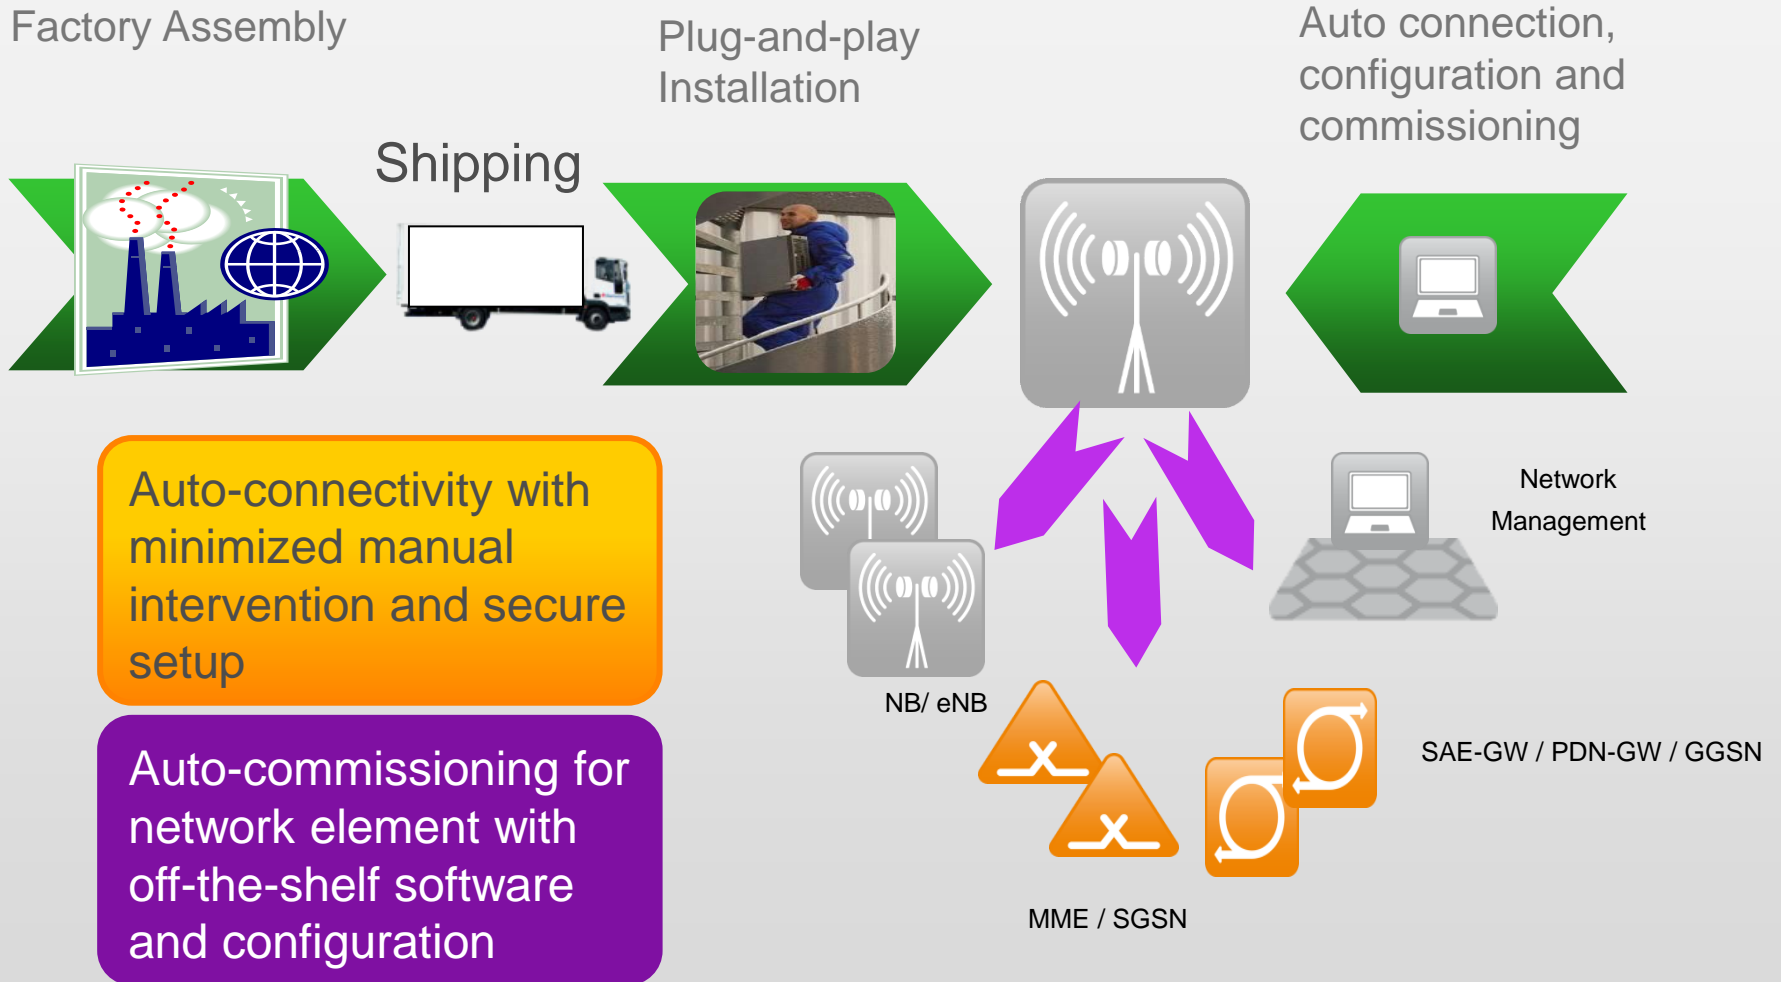 Factory Assembly
Shipping
Plug-and-play
Installation
Auto connection,
configuration and
commissioning
Auto-connectivity with
minimized manual
intervention and secure
setup
Auto-commissioning for
network element with
off-the-shelf software
and configuration
NB/ eNB
Network
Management
MME / SGSN
SAE-GW / PDN-GW / GGSN